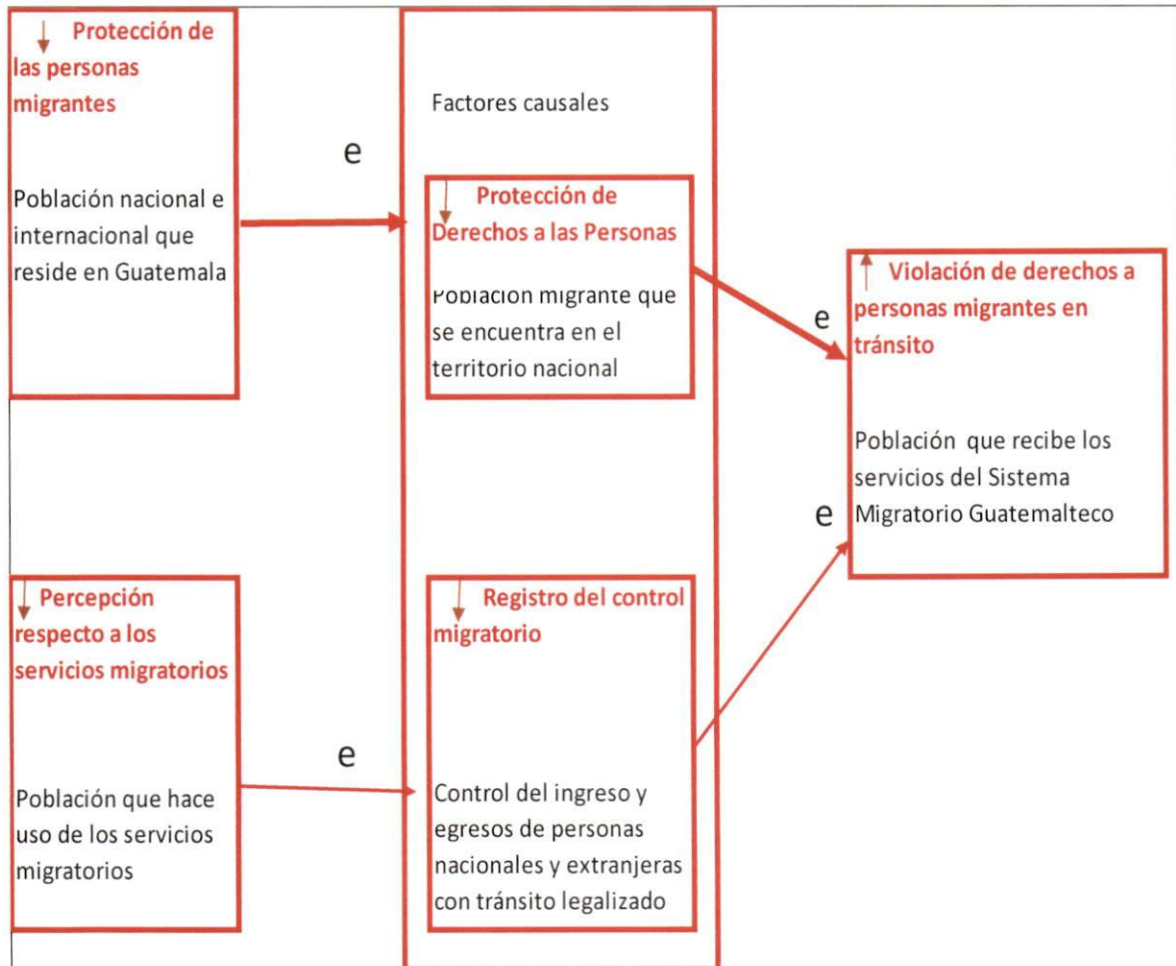 ↓ Protección de
las personas
migrantes
Población nacional e
internacional que
reside en Guatemala
e
Factores causales
↓ Protección de
Derechos a las Personas
Población migrante que
se encuentra en el
territorio nacional
e
↑ Violación de derechos a
personas migrantes en
tránsito
Población que recibe los
servicios del Sistema
Migratorio Guatemalteco
e
↓ Percepción
respecto a los
servicios migratorios
Población que hace
uso de los servicios
migratorios
e
↓ Registro del control
migratorio
Control del ingreso y
egresos de personas
nacionales y extranjeras
con tránsito legalizado